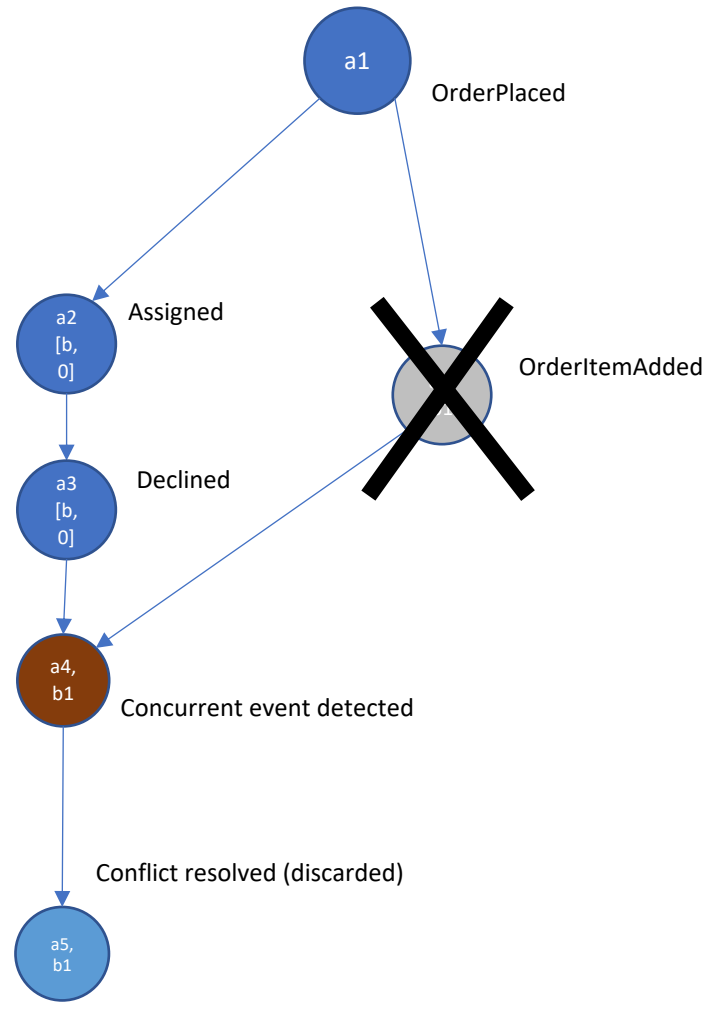 a1
OrderPlaced
a2
[b,
0]
Assigned
OrderItemAdded
a3
[b,
0]
Declined
a4,
b1
Concurrent event detected
Conflict resolved (discarded)
a5,
b1